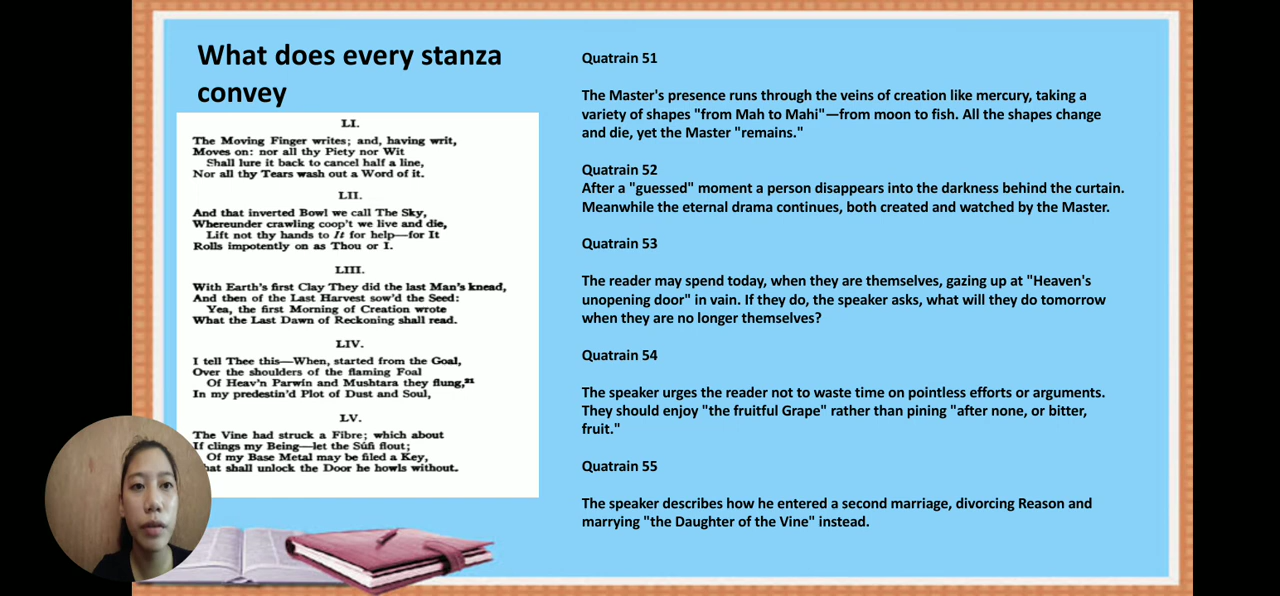 What does every stanza
convey
LI.
The Moving Finger writes; and, having writ,
Moves on: nor all thy Piety nor Wit
Shall lure it back to cancel half a line,
Nor all thy Tears wash out a Word of it.
LII.
And that inverted Bowl we call The Sky,
Whereunder crawling coop't we live and die,
Lift not thy hands to It for help—for It
Rolls impotently on as Thou or I.
LIII.
With Earth's first Clay They did the last Man's knead,
And then of the Last Harvest sow'd the Seed:
Yea, the first Morning of Creation wrote
What the Last Dawn of Reckoning shall read.
LIV.
I tell Thee this—When, started from the Goal,
Over the shoulders of the flaming Foal
Of Heav'n Parwín and Mushtara they flung,²¹
In my predestin'd Plot of Dust and Soul,
LV.
The Vine had struck a Fibre; which about
If clings my Being—let the Súfi flout;
Of my Base Metal may be filed a Key,
shall unlock the Door he howls without.
Quatrain 51
The Master's presence runs through the veins of creation like mercury, taking a
variety of shapes "from Mah to Mahi"—from moon to fish. All the shapes change
and die, yet the Master "remains."
Quatrain 52
After a "guessed" moment a person disappears into the darkness behind the curtain.
Meanwhile the eternal drama continues, both created and watched by the Master.
Quatrain 53
The reader may spend today, when they are themselves, gazing up at "Heaven's
unopening door" in vain. If they do, the speaker asks, what will they do tomorrow
when they are no longer themselves?
Quatrain 54
The speaker urges the reader not to waste time on pointless efforts or arguments.
They should enjoy "the fruitful Grape" rather than pining "after none, or bitter,
fruit."
Quatrain 55
The speaker describes how he entered a second marriage, divorcing Reason and
marrying "the Daughter of the Vine" instead.